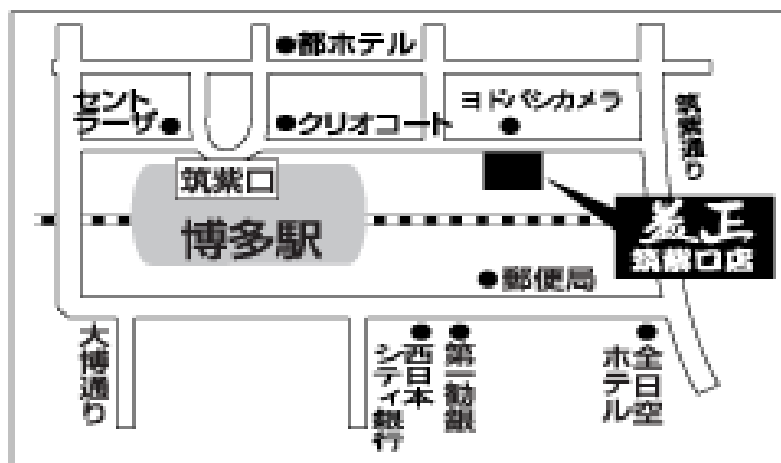 都ホテル
セント
ラーザ
クリオコート
ヨドバシカメラ
筑紫通り
筑紫口
博多駅
筑紫口店
郵便局
大博通り
西日本
シティ銀行
第一勧銀
全日空
ホテル